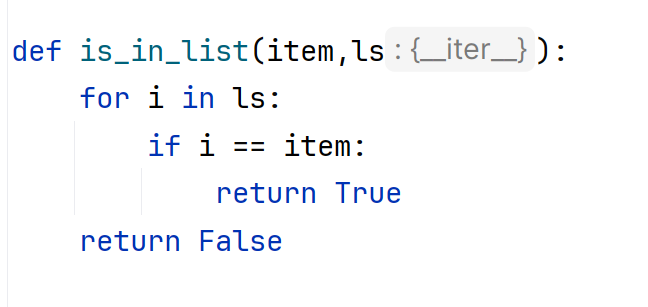 def is_in_list(item,ls : {__iter__}):
    for i in ls:
        if i == item:
            return True
    return False